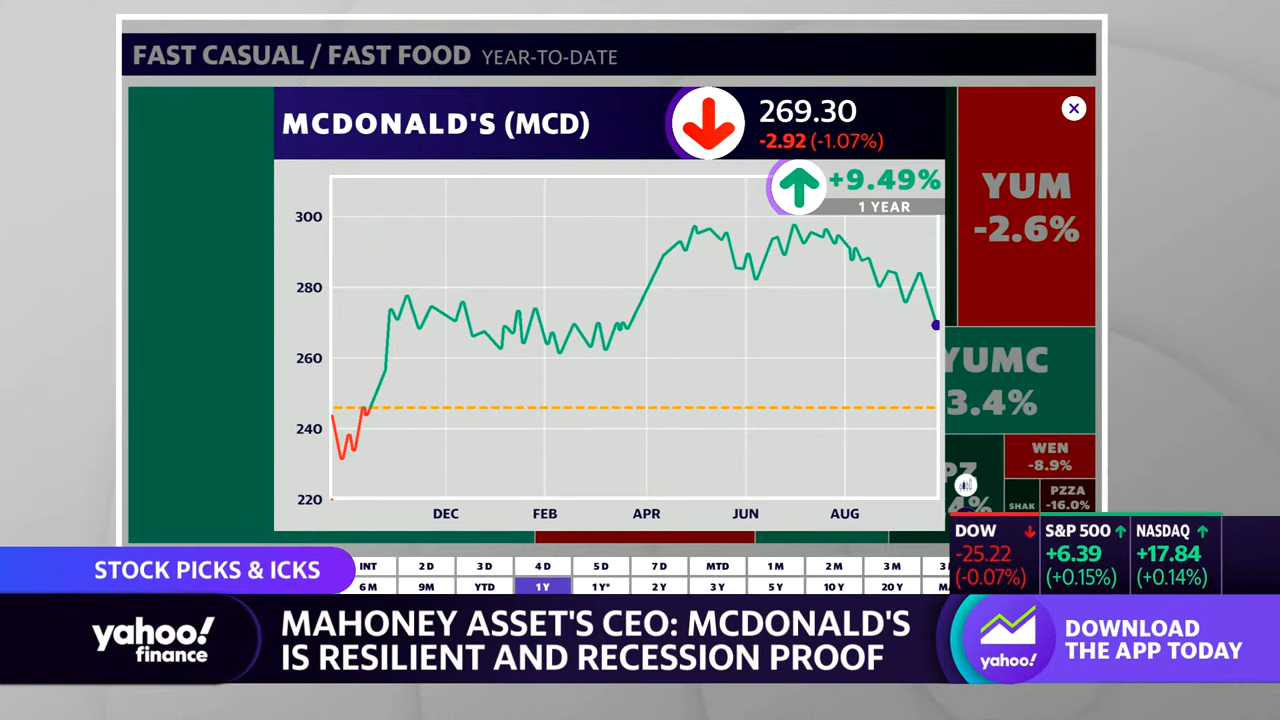 FAST CASUAL / FAST FOOD YEAR-TO-DATE
MCDONALD'S (MCD)
269.30
-2.92 (-1.07%)
+9.49%
1 YEAR
300
280
260
240
220
DEC FEB APR JUN AUG
YUM
-2.6%
YUMC
3.4%
PZ
4%
WEN
-8.9%
SHAK
PZZA
-16.0%
DOW
-25.22
(-0.07%)
S&P 500
+6.39
(+0.15%)
NASDAQ
+17.84
(+0.14%)
STOCK PICKS & ICKS
INT 2 D 3 D 4 D 5 D 7 D MTD 1 M 2 M 3 M
6 M 9M YTD 1 Y 1 Y* 2 Y 3 Y 5 Y 10 Y 20 Y
yahoo!
finance
MAHONEY ASSET'S CEO: MCDONALD'S
IS RESILIENT AND RECESSION PROOF
yahoo!
DOWNLOAD
THE APP TODAY